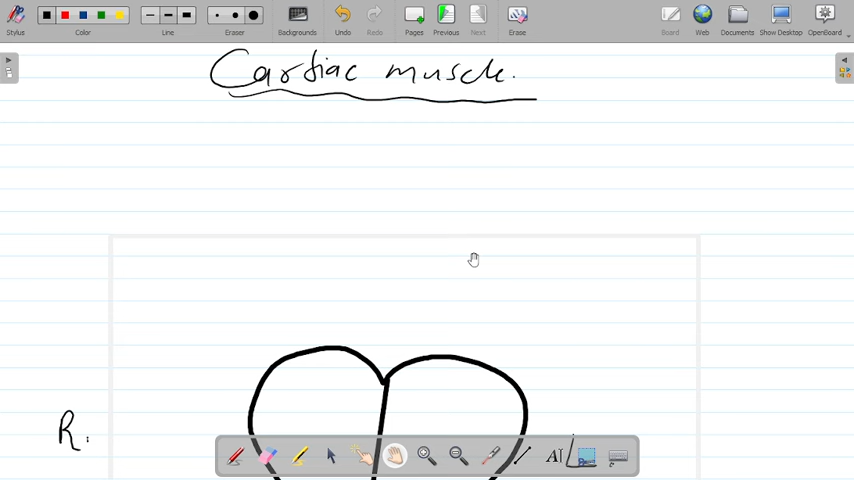 Stylus
Color
Line
Eraser
Backgrounds
Undo
Redo
Pages
Previous
Next
Erase
Board
Web
Documents
Show Desktop
OpenBoard
Cardiac muscle.
R.